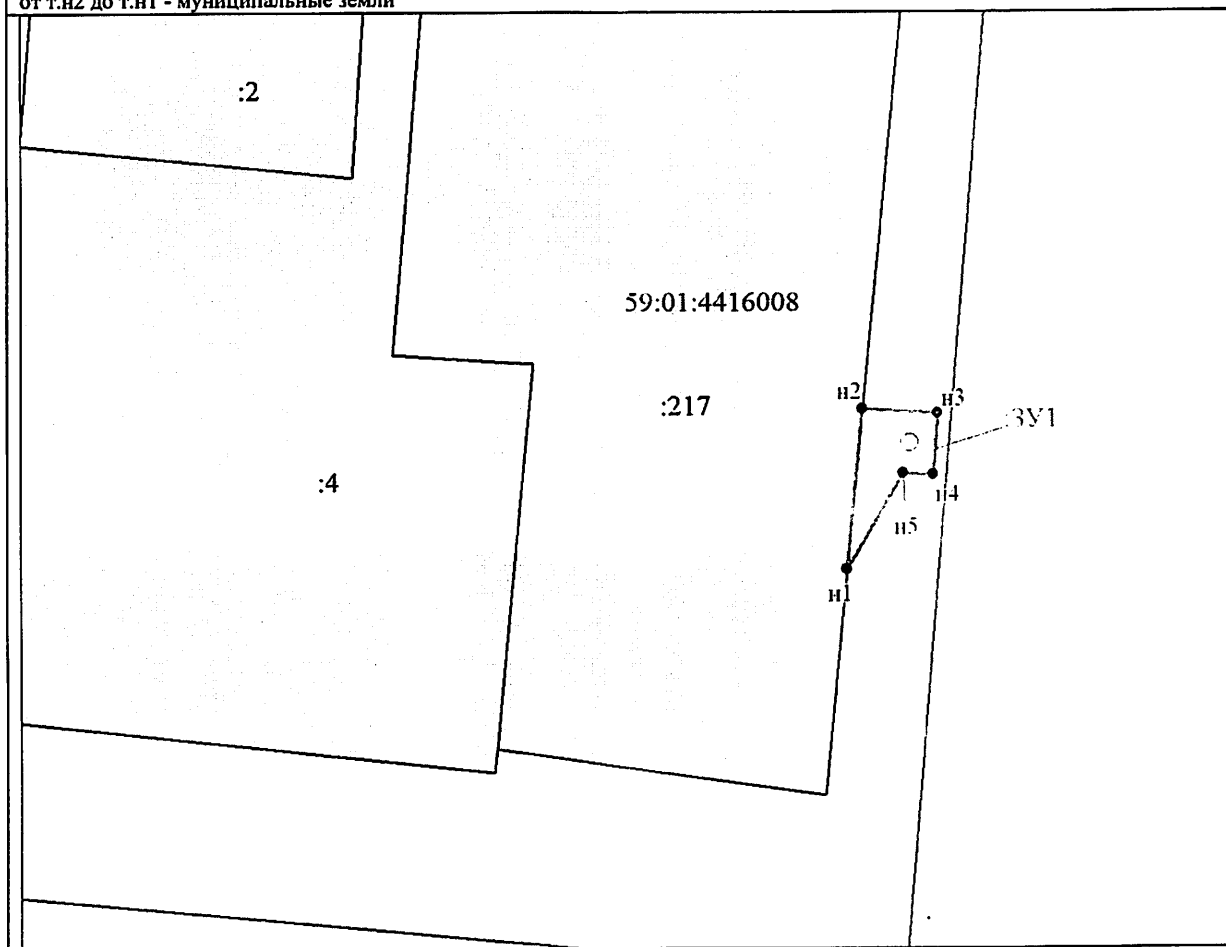 от т.н2 до т.н1 - муниципальные земли
:2
59:01:4416008
н2
н3
:217
:ЗУ1
:4
н4
н5
н1